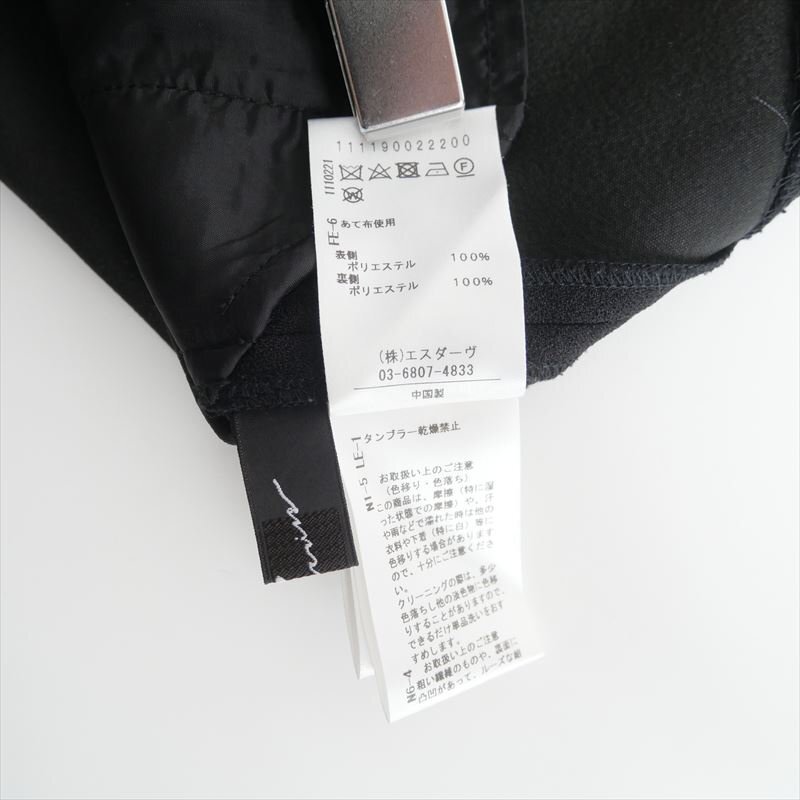 111190022200
1110221
F
W
FE-6
あて布使用
表側
ポリエステル 100%
裏側
ポリエステル 100%
(株)エスダーヴ
03-6807-4833
中国製
N1-5 LE-1
タンブラー乾燥禁止
お取扱い上のご注意
(色移り・色落ち)
この商品は、摩擦(特に湿
った状態での摩擦)や、汗
や雨などで濡れた時は他の
衣料や下着(特に白)等に
色移りする場合があります
ので、十分にご注意くださ
い。
クリーニングの際は、多少
色落ちし他の淡色物に色移
りすることがありますので、
できるだけ単品洗いをおす
すめします。
N6-4
お取扱い上のご注意
粗い繊維のものや、裏面に
凸凹があって、ルーズな組